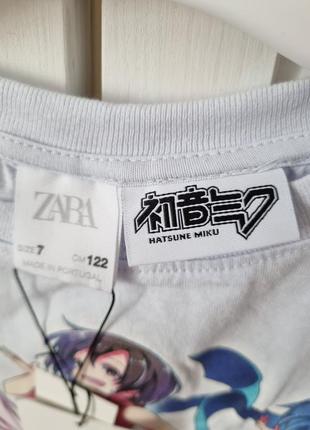 ZARA
SIZE 7
CM 122
MADE IN PORTUGAL
初音ミク
HATSUNE MIKU